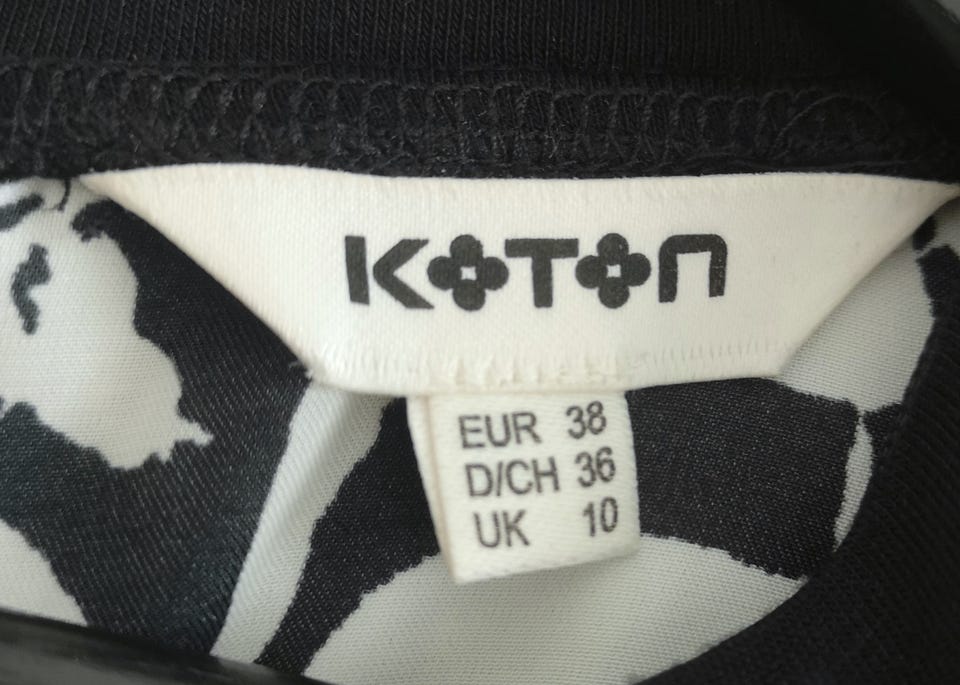 KOTON
EUR 38
D/CH 36
UK 10